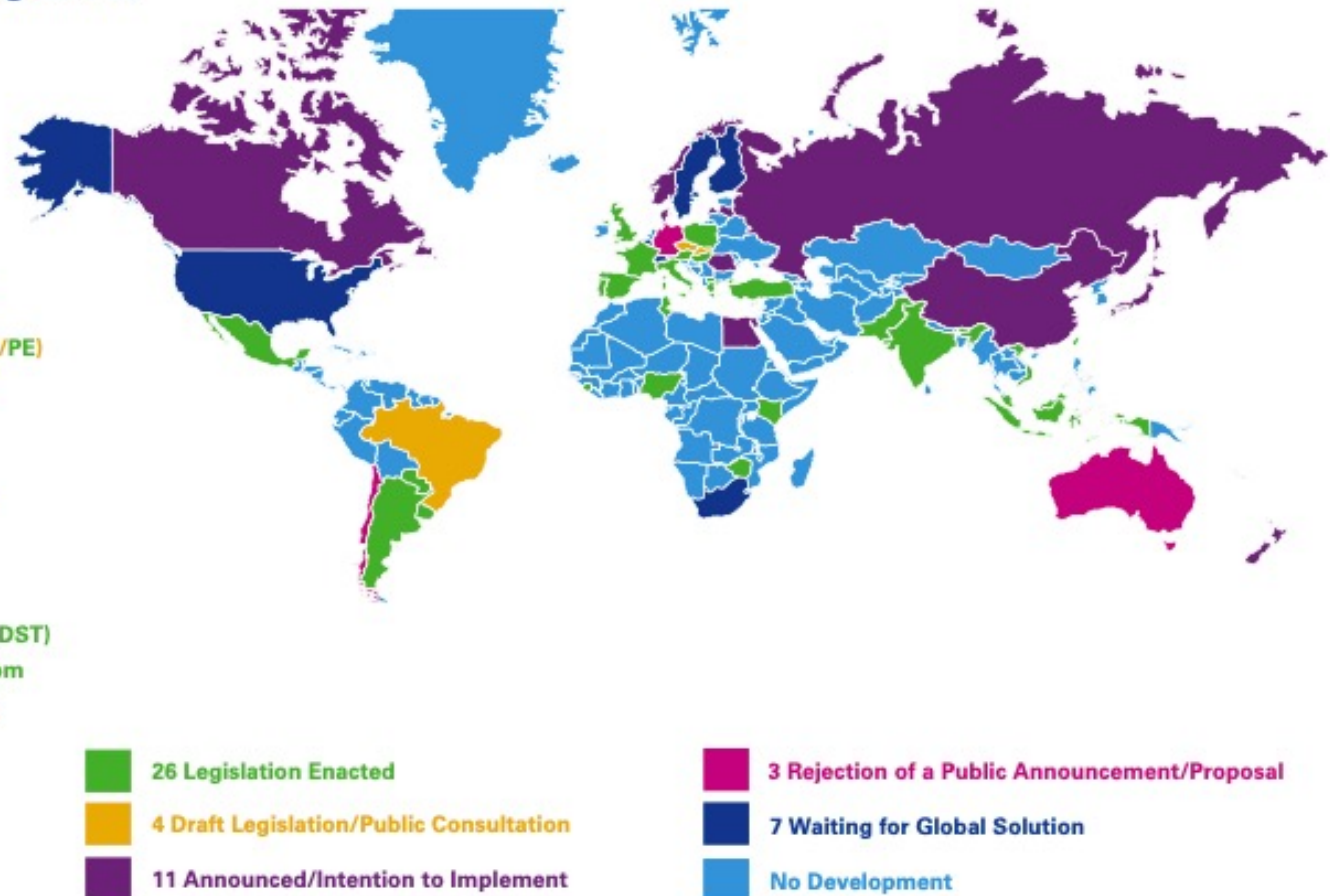 /PE)
DST)
om
26 Legislation Enacted
4 Draft Legislation/Public Consultation
11 Announced/Intention to Implement
3 Rejection of a Public Announcement/Proposal
7 Waiting for Global Solution
No Development